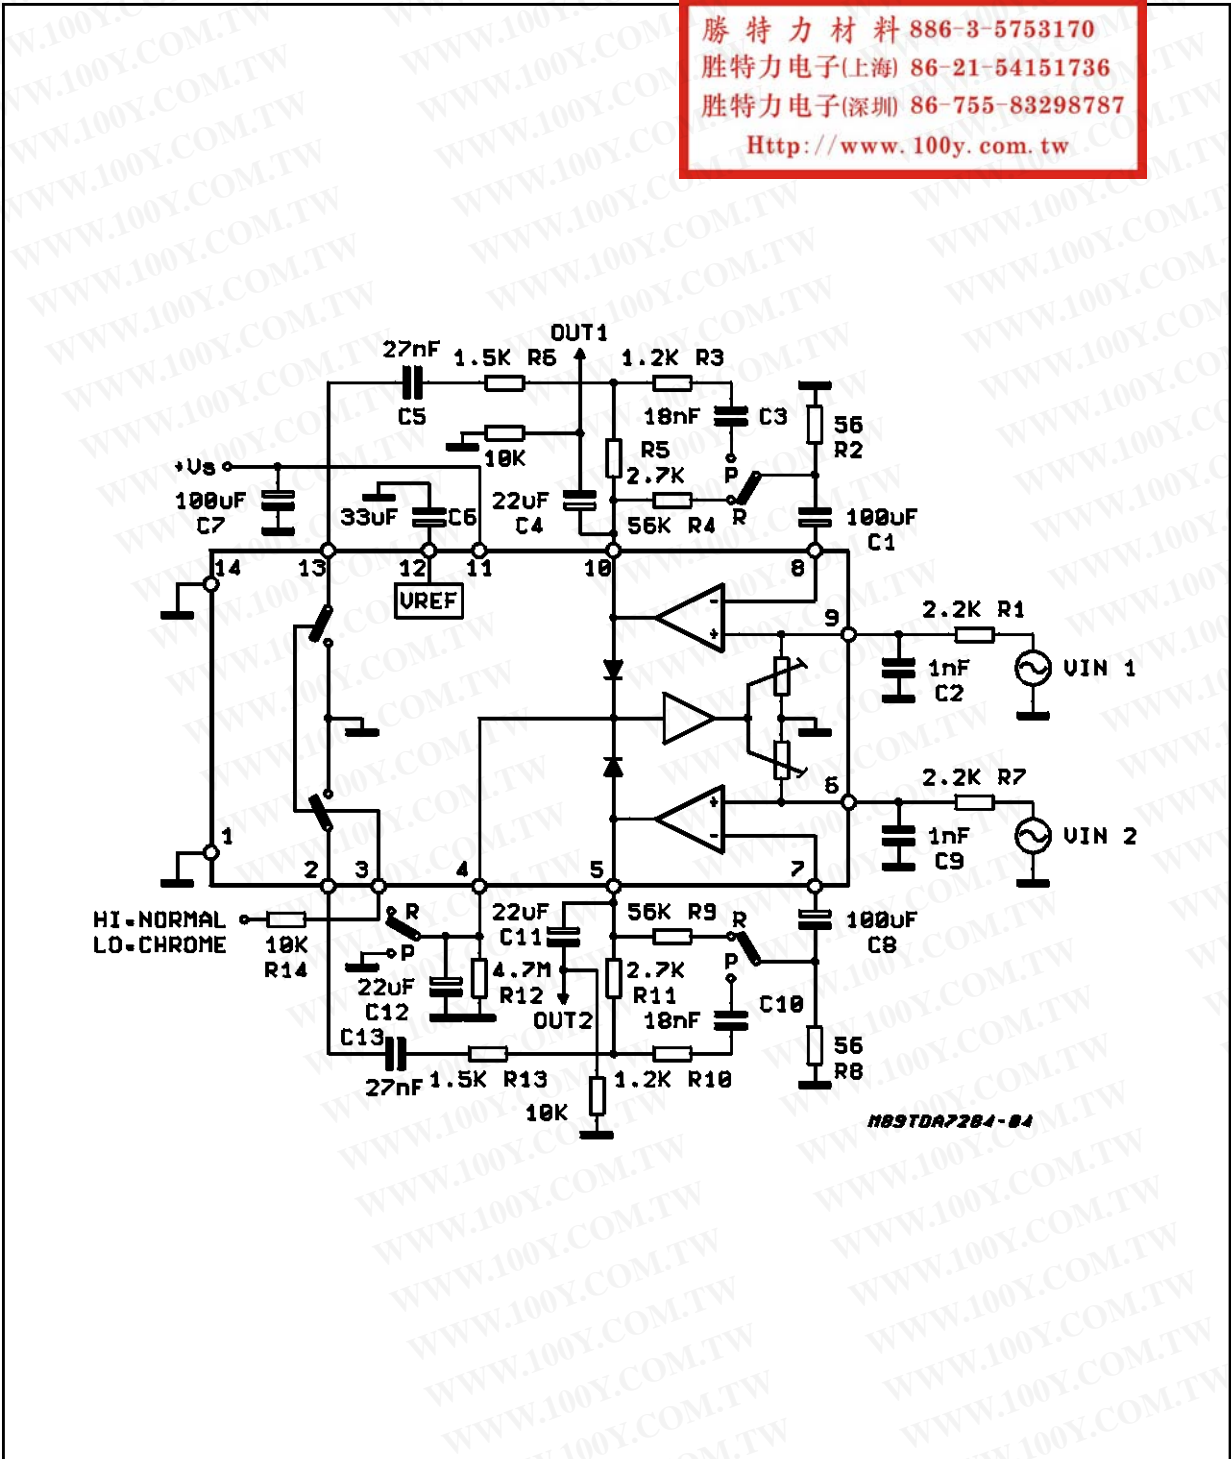 勝特力材料 886-3-5753170
胜特力电子(上海) 86-21-54151736
胜特力电子(深圳) 86-755-83298787
Http://www.100y.com.tw
OUT1
27nF
1.5K R6
1.2K R3
C5
18nF
C3
56
R2
10K
R5
2.7K
P
+Vs
100uF
C7
33uF
C6
22uF
C4
56K R4
R
100uF
C1
14
13
12
11
10
8
VREF
-
+
9
2.2K R1
1nF
C2
VIN 1
2.2K R7
6
+
-
1nF
C9
VIN 2
1
2
3
4
5
7
HI=NORMAL
LO=CHROME
10K
R14
R
P
22uF
C11
56K R9
R
100uF
C8
22uF
C12
4.7M
R12
2.7K
R11
P
C10
OUT2
18nF
C13
27nF
1.5K R13
1.2K R10
56
R8
10K
M89TDA7284-04
WWW.100Y.COM.TW